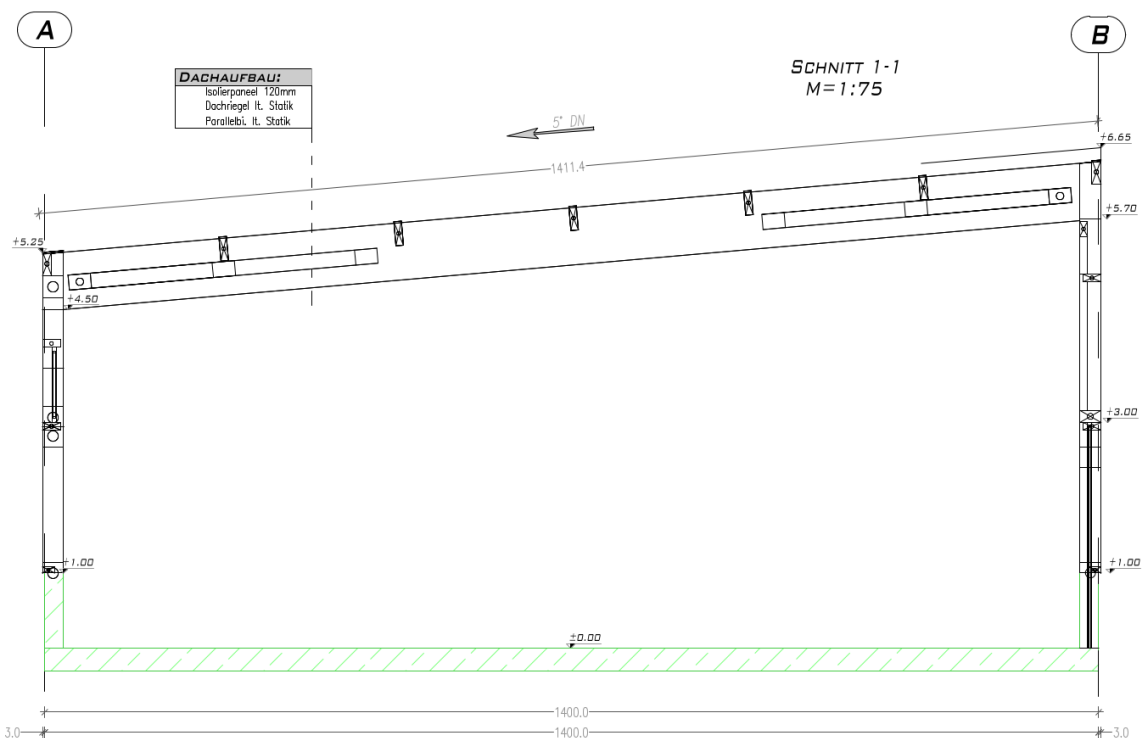 A
B
SCHNITT 1-1
M=1:75
DACHAUFBAU:
Isolierpaneel 120mm
Dachriegel lt. Statik
Parallelbi. lt. Statik
5° DN
1411.4
+6.65
+5.70
+5.25
+4.50
+3.00
+1.00
+1.00
±0.00
1400.0
3.0
1400.0
3.0